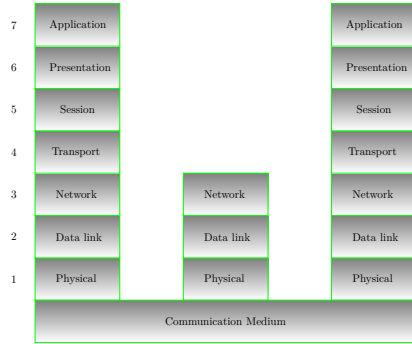 7 Application Application
6 Presentation Presentation
5 Session Session
4 Transport Transport
3 Network Network Network
2 Data link Data link Data link
1 Physical Physical Physical
Communication Medium